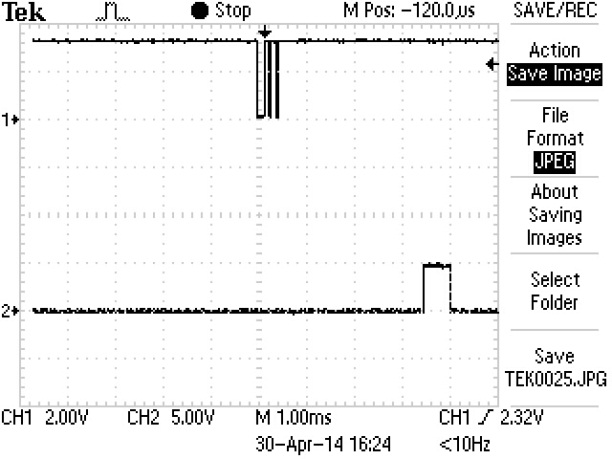 Tek Stop M Pos: -120.0µs SAVE/REC
Action
Save Image
File
Format
JPEG
About
Saving
Images
Select
Folder
Save
TEK0025.JPG
1
2
CH1 2.00V CH2 5.00V M 1.00ms CH1 2.32V
30-Apr-14 16:24 <10Hz